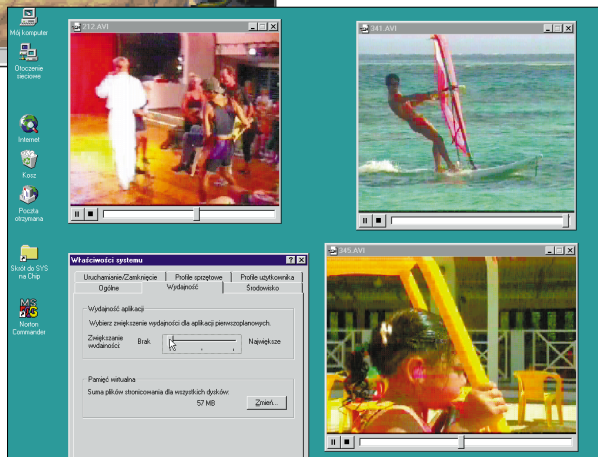 Mój komputer
Otoczenie
sieciowe
Internet
Kosz
Poczta
otrzymana
Skrót do SYS
na Chip
Norton
Commander
212.AVI
341.AVI
Właściwości systemu
Uruchamianie/Zamknięcie
Profile sprzętowe
Profile użytkownika
Ogólne
Wydajność
Środowisko
Wydajność aplikacji
Wybierz zwiększenie wydajności dla aplikacji pierwszoplanowych.
Zwiększanie
wydajności:
Brak
Największe
Pamięć wirtualna
Suma plików stronicowania dla wszystkich dysków:
57 MB
Zmień...
345.AVI